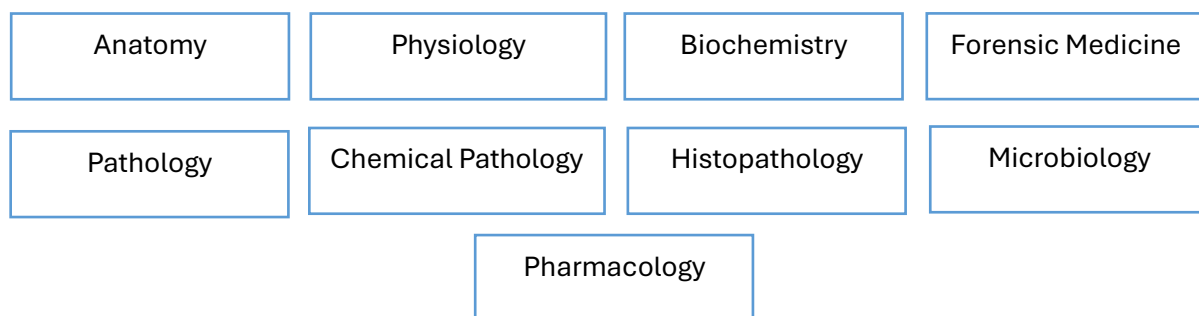 Anatomy
Physiology
Biochemistry
Forensic Medicine
Pathology
Chemical Pathology
Histopathology
Microbiology
Pharmacology